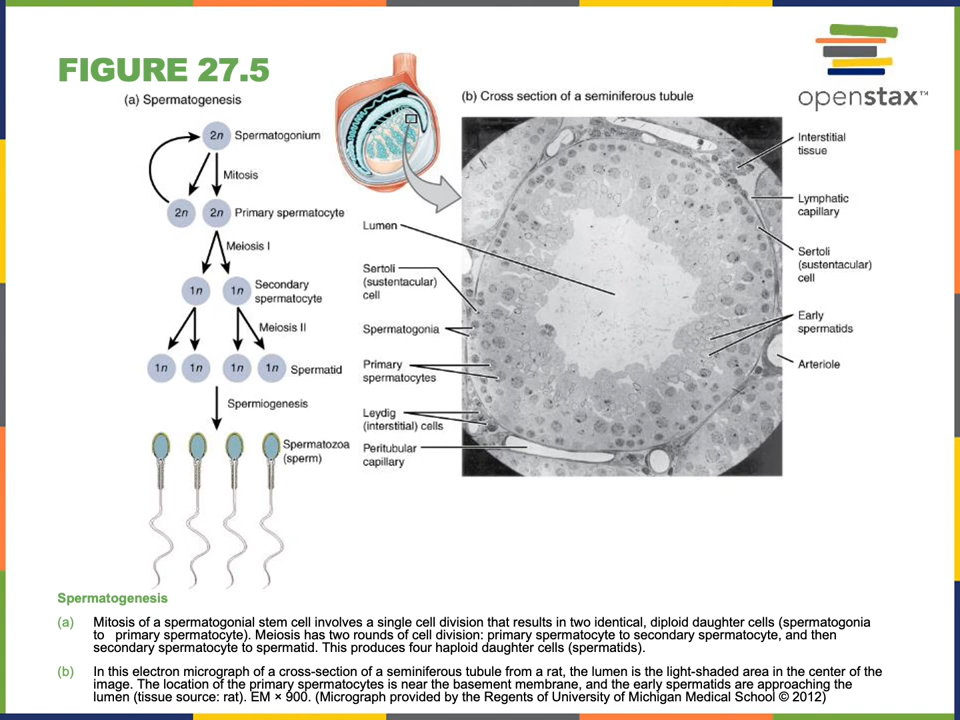 FIGURE 27.5
openstax™
(a) Spermatogenesis
2n Spermatogonium
Mitosis
2n 2n Primary spermatocyte
Meiosis I
1n 1n Secondary
spermatocyte
Meiosis II
1n 1n 1n 1n Spermatid
Spermiogenesis
Spermatozoa
(sperm)
(b) Cross section of a seminiferous tubule
Lumen
Sertoli
(sustentacular)
cell
Spermatogonia
Primary
spermatocytes
Leydig
(interstitial) cells
Peritubular
capillary
Interstitial
tissue
Lymphatic
capillary
Sertoli
(sustentacular)
cell
Early
spermatids
Arteriole
Spermatogenesis
(a) Mitosis of a spermatogonial stem cell involves a single cell division that results in two identical, diploid daughter cells (spermatogonia
to primary spermatocyte). Meiosis has two rounds of cell division: primary spermatocyte to secondary spermatocyte, and then
secondary spermatocyte to spermatid. This produces four haploid daughter cells (spermatids).
(b) In this electron micrograph of a cross-section of a seminiferous tubule from a rat, the lumen is the light-shaded area in the center of the
image. The location of the primary spermatocytes is near the basement membrane, and the early spermatids are approaching the
lumen (tissue source: rat). EM × 900. (Micrograph provided by the Regents of University of Michigan Medical School © 2012)